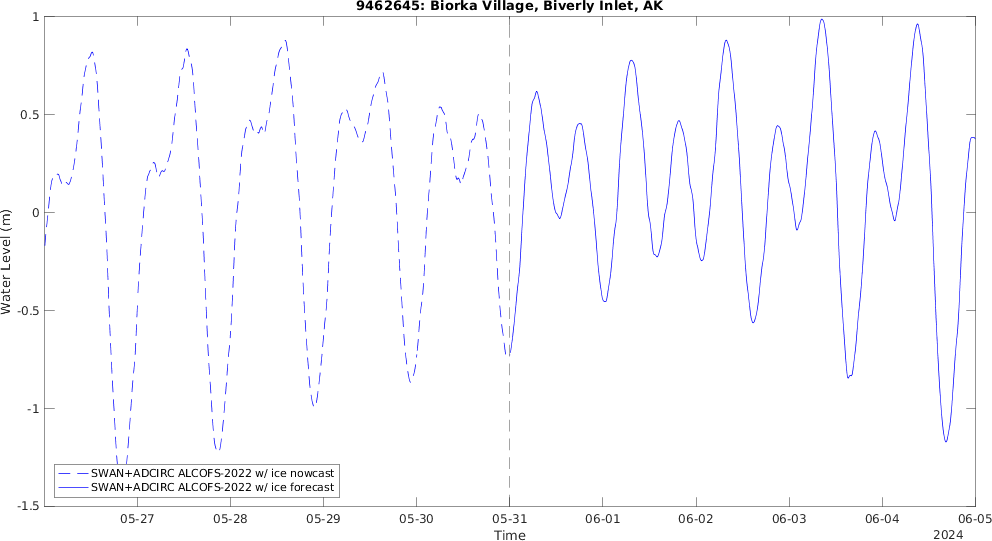 9462645: Biorka Village, Biverly Inlet, AK
1
0.5
0
-0.5
-1
-1.5
Water Level (m)
SWAN+ADCIRC ALCOFS-2022 w/ ice nowcast
SWAN+ADCIRC ALCOFS-2022 w/ ice forecast
05-27 05-28 05-29 05-30 05-31 06-01 06-02 06-03 06-04 06-05
Time
2024